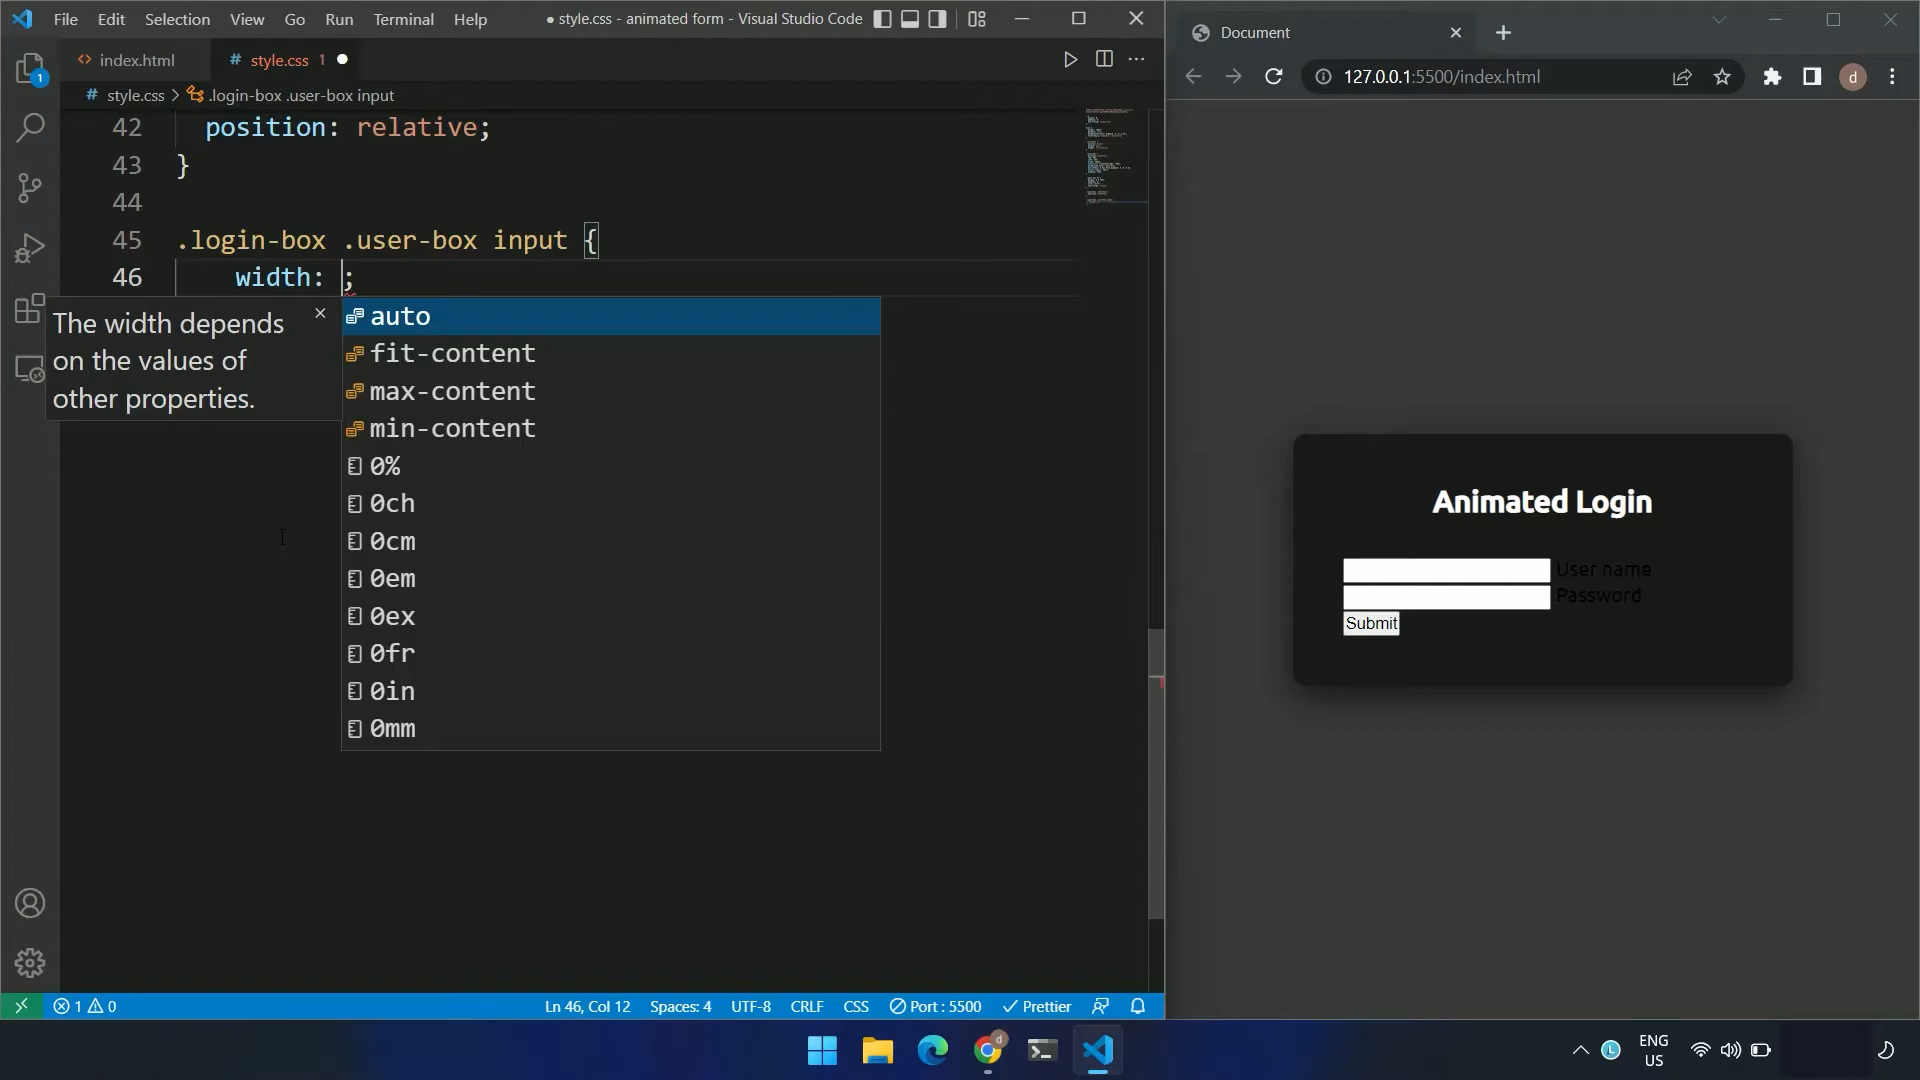 File Edit Selection View Go Run Terminal Help
● style.css - animated form - Visual Studio Code
index.html
# style.css 1 ●
# style.css > .login-box .user-box input
42 position: relative;
43 }
44
45 .login-box .user-box input {
46 width: ;
The width depends
on the values of
other properties.
auto
fit-content
max-content
min-content
0%
0ch
0cm
0em
0ex
0fr
0in
0mm
1
1 0
Ln 46, Col 12 Spaces: 4 UTF-8 CRLF CSS Port : 5500 Prettier
Document
127.0.0.1:5500/index.html
d
Animated Login
User name
Password
Submit
d
L
ENG
US